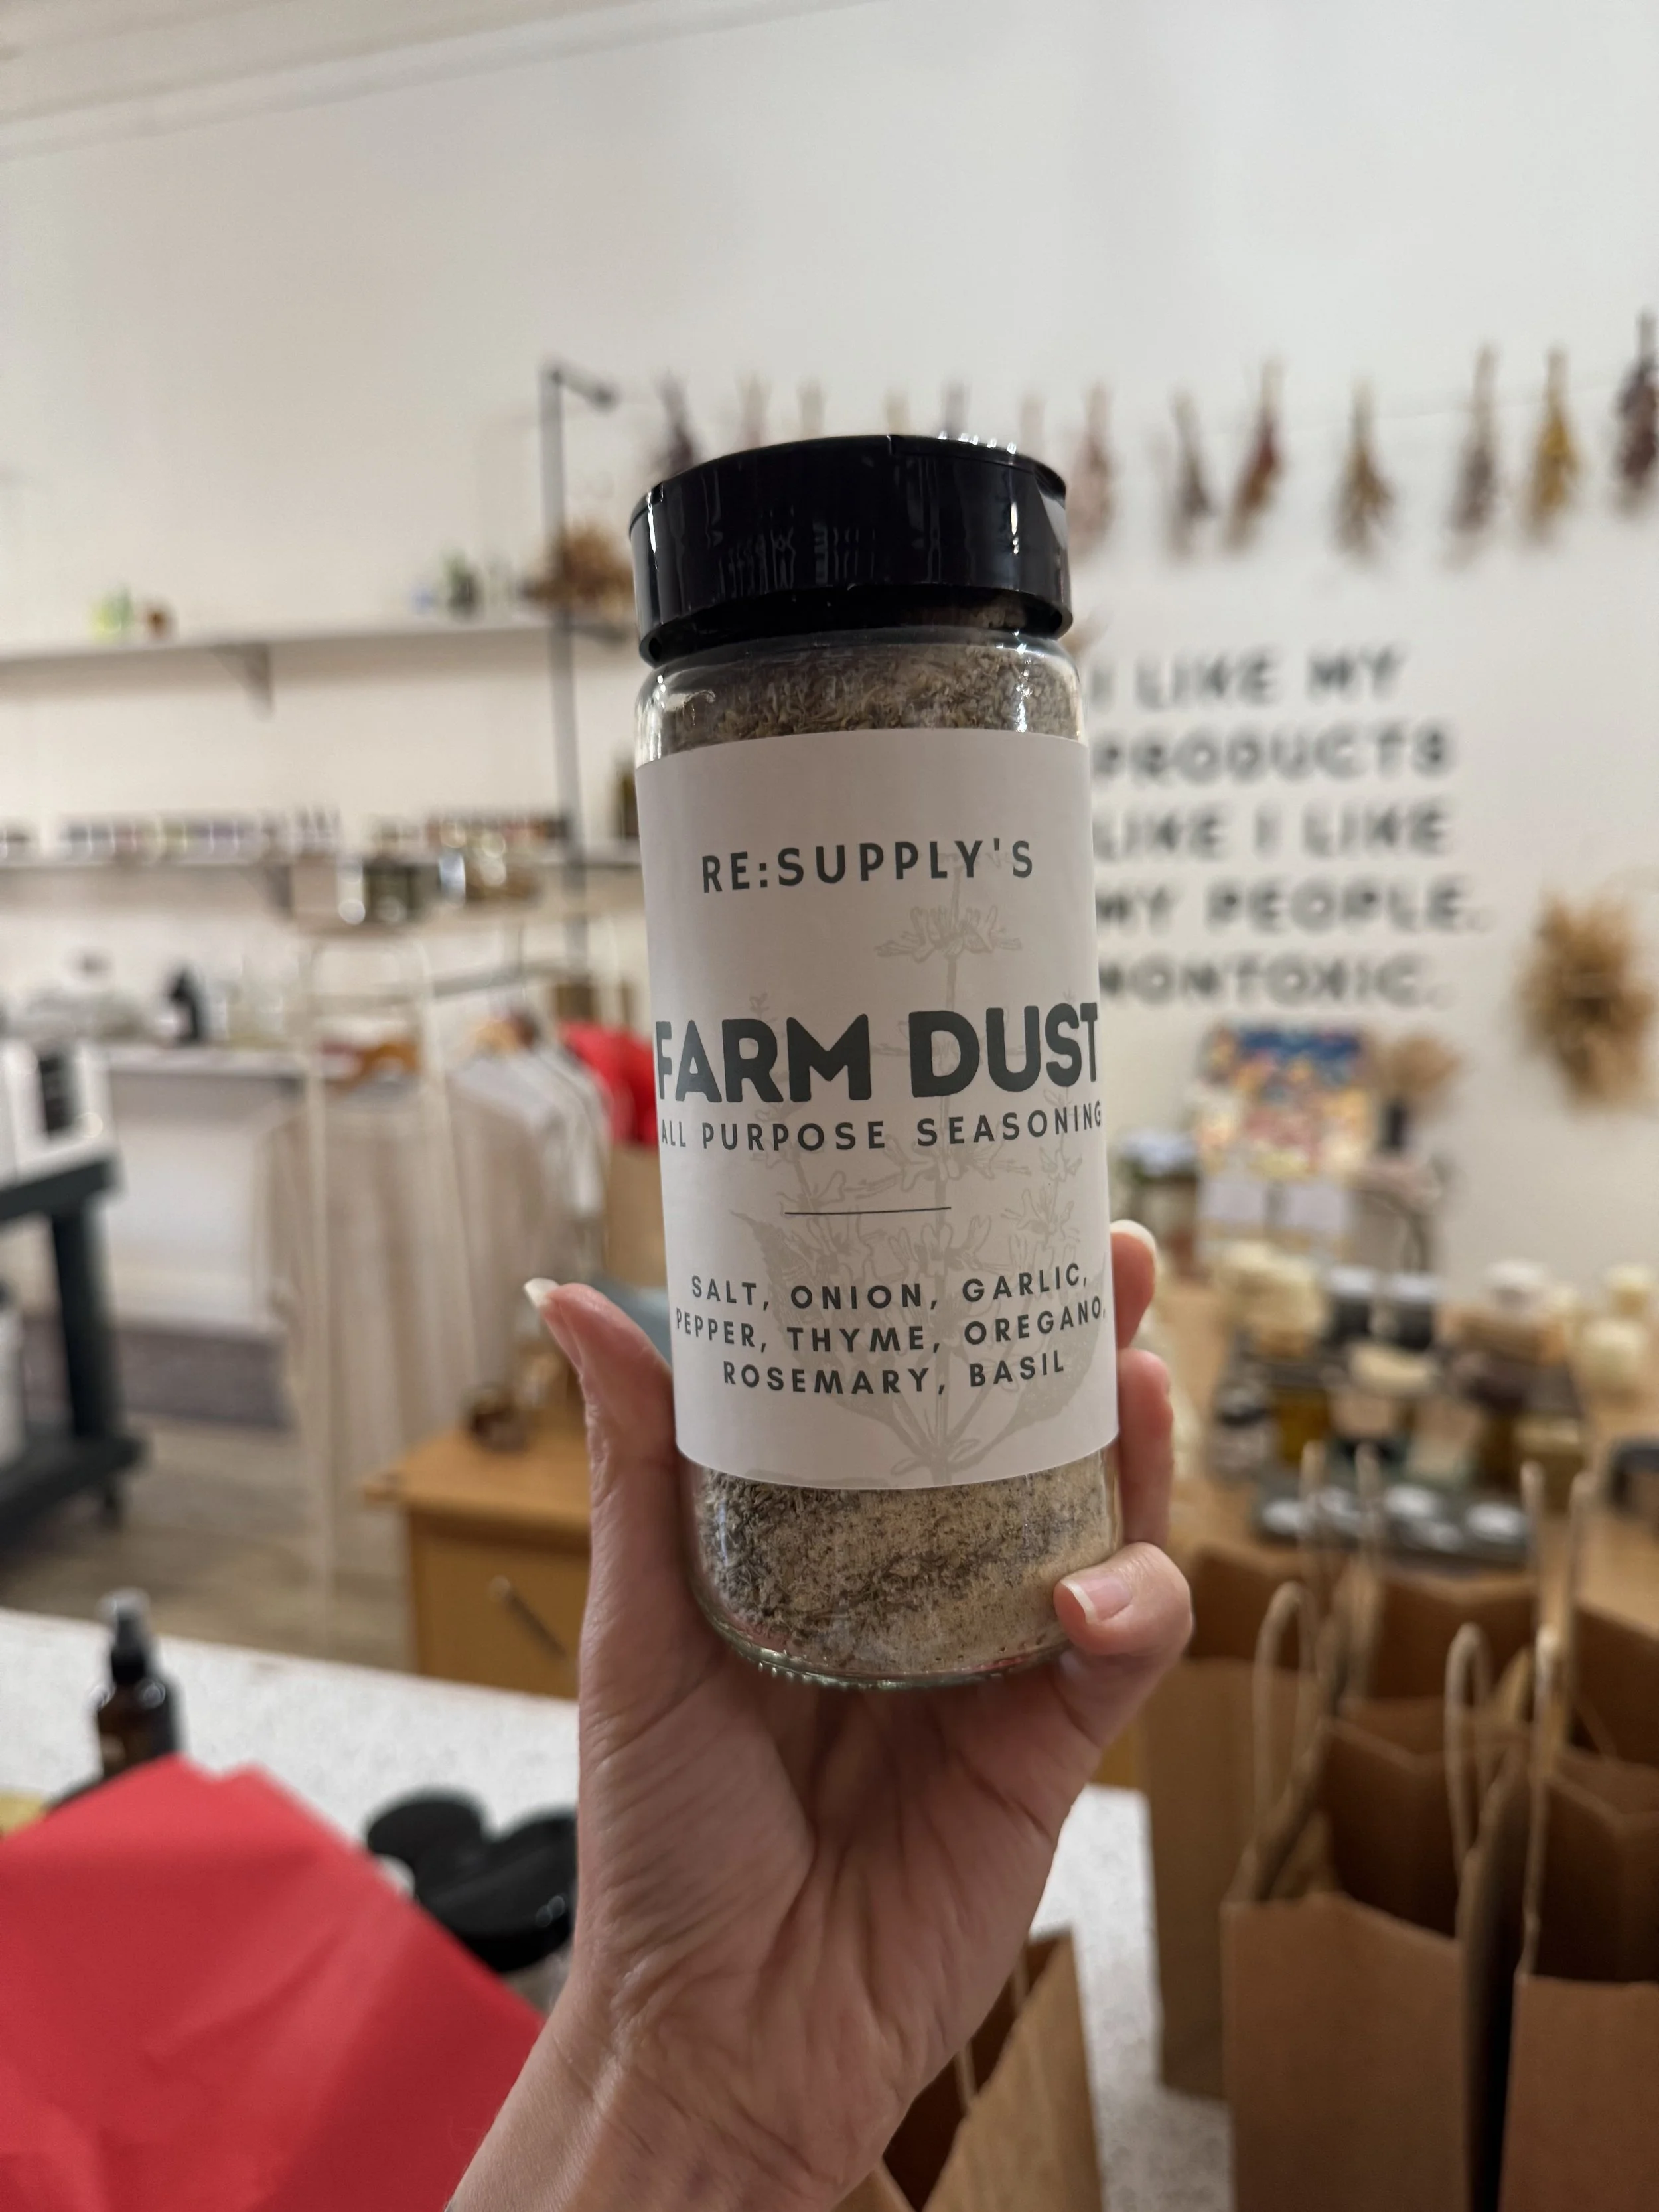 RE:SUPPLY'S
FARM DUST
ALL PURPOSE SEASONING
SALT, ONION, GARLIC,
PEPPER, THYME, OREGANO,
ROSEMARY, BASIL
I LIKE MY
PRODUCTS
LIKE I LIKE
MY PEOPLE.
NONTOXIC.